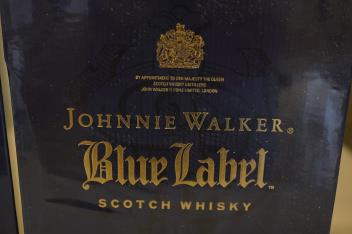 BY APPOINTMENT TO HER MAJESTY THE QUEEN
SCOTCH WHISKY DISTILLERS
JOHN WALKER & SONS LIMITED, LONDON
JOHNNIE WALKER®
Blue Label™
SCOTCH WHISKY